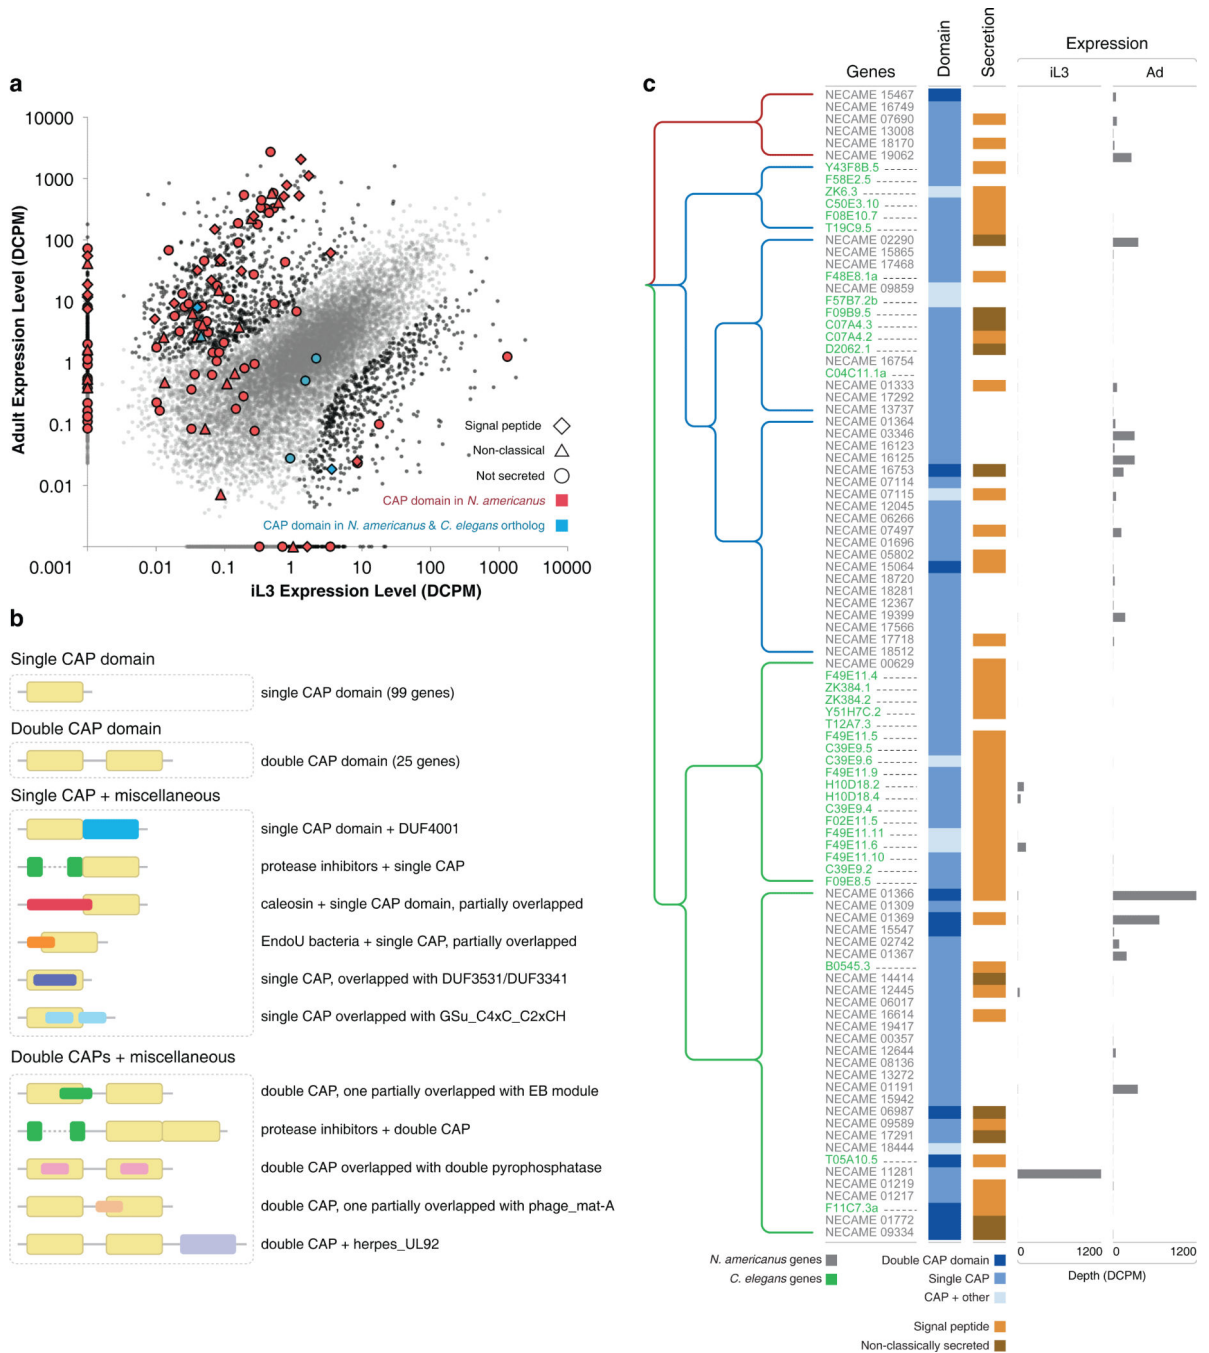 a
Adult Expression Level (DCPM)
10000
1000
100
10
1
0.1
0.01
0.001
0.01
0.1
1
10
100
1000
10000
iL3 Expression Level (DCPM)
Signal peptide
Non-classical
Not secreted
CAP domain in N. americanus
CAP domain in N. americanus & C. elegans ortholog
b
Single CAP domain
single CAP domain (99 genes)
Double CAP domain
double CAP domain (25 genes)
Single CAP + miscellaneous
single CAP domain + DUF4001
protease inhibitors + single CAP
caleosin + single CAP domain, partially overlapped
EndoU bacteria + single CAP, partially overlapped
single CAP, overlapped with DUF3531/DUF3341
single CAP overlapped with GSu_C4xC_C2xCH
Double CAPs + miscellaneous
double CAP, one partially overlapped with EB module
protease inhibitors + double CAP
double CAP overlapped with double pyrophosphatase
double CAP, one partially overlapped with phage_mat-A
double CAP + herpes_UL92
c
Genes
Domain
Secretion
Expression
iL3
Ad
NECAME 15467
NECAME 16749
NECAME 07690
NECAME 13008
NECAME 18170
NECAME 19062
Y43F8B.5
F58E2.5
ZK6.3
C50E3.10
F08E10.7
T19C9.5
NECAME 02290
NECAME 15865
NECAME 17468
F48E8.1a
NECAME 09859
F57B7.2b
F09B9.5
C07A4.3
C07A4.2
D2062.1
NECAME 16754
C04C11.1a
NECAME 01333
NECAME 17292
NECAME 13737
NECAME 01364
NECAME 03346
NECAME 16123
NECAME 16125
NECAME 16753
NECAME 07114
NECAME 07115
NECAME 12045
NECAME 06266
NECAME 07497
NECAME 01696
NECAME 05802
NECAME 15064
NECAME 18720
NECAME 18281
NECAME 12367
NECAME 19399
NECAME 17566
NECAME 17718
NECAME 18512
NECAME 00629
F49E11.4
ZK384.1
ZK384.2
Y51H7C.2
T12A7.3
F49E11.5
C39E9.5
C39E9.6
F49E11.9
H10D18.2
H10D18.4
C39E9.4
F02E11.5
F49E11.11
F49E11.6
F49E11.10
C39E9.2
F09E8.5
NECAME 01366
NECAME 01309
NECAME 01369
NECAME 15547
NECAME 02742
NECAME 01367
B0545.3
NECAME 14414
NECAME 12445
NECAME 06017
NECAME 16614
NECAME 19417
NECAME 00357
NECAME 12644
NECAME 08136
NECAME 13272
NECAME 01191
NECAME 15942
NECAME 06987
NECAME 09589
NECAME 17291
NECAME 18444
T05A10.5
NECAME 11281
NECAME 01219
NECAME 01217
F11C7.3a
NECAME 01772
NECAME 09334
0 1200 0 1200
Depth (DCPM)
N. americanus genes
C. elegans genes
Double CAP domain
Single CAP
CAP + other
Signal peptide
Non-classically secreted